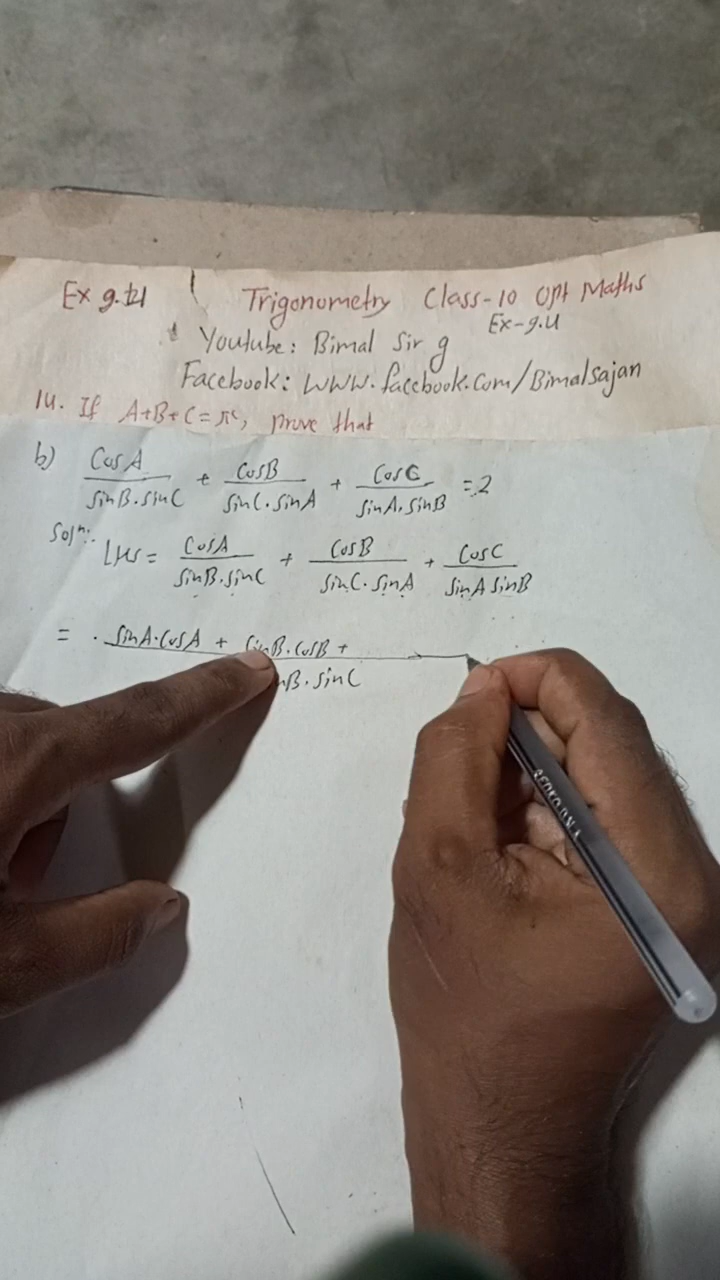 Ex 9.4 Trigonometry Class-10 Opt Maths
Ex-9.4
Youtube: Bimal Sir g
Facebook: www.facebook.com/Bimalsajan
14. If A+B+C=πᶜ, prove that
b) CosA/sinB.sinC + CosB/sinC.sinA + CosC/sinA.sinB = 2
Solⁿ:
LHS = CosA/sinB.sinC + CosB/sinC.sinA + CosC/sinA sinB
= sinA.CosA + sinB.CosB +
nB.sinC